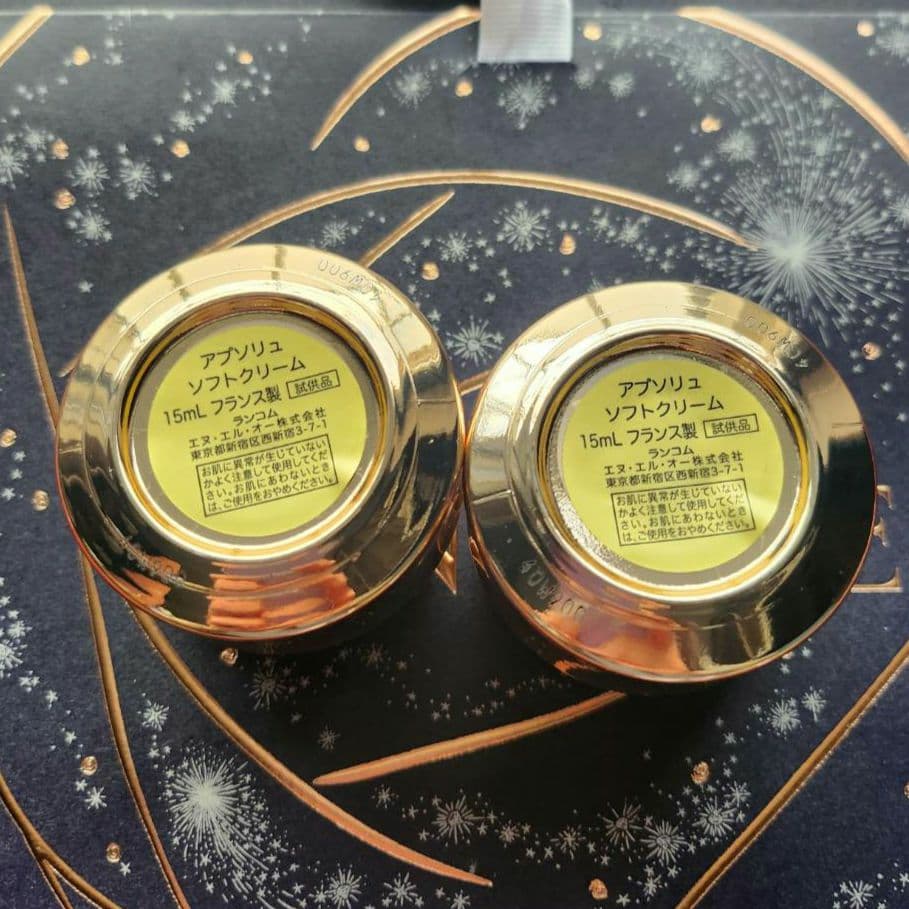 アプソリュ
ソフトクリーム
15mL フランス製 試供品
ランコム
エヌ・エル・オー株式会社
東京都新宿区西新宿3-7-1
お肌に異常が生じていない
かよく注意して使用してくだ
さい。お肌にあわないとき
は、ご使用をおやめください。
アプソリュ
ソフトクリーム
15mL フランス製 試供品
ランコム
エヌ・エル・オー株式会社
東京都新宿区西新宿3-7-1
お肌に異常が生じていない
かよく注意して使用してくだ
さい。お肌にあわないとき
は、ご使用をおやめください。